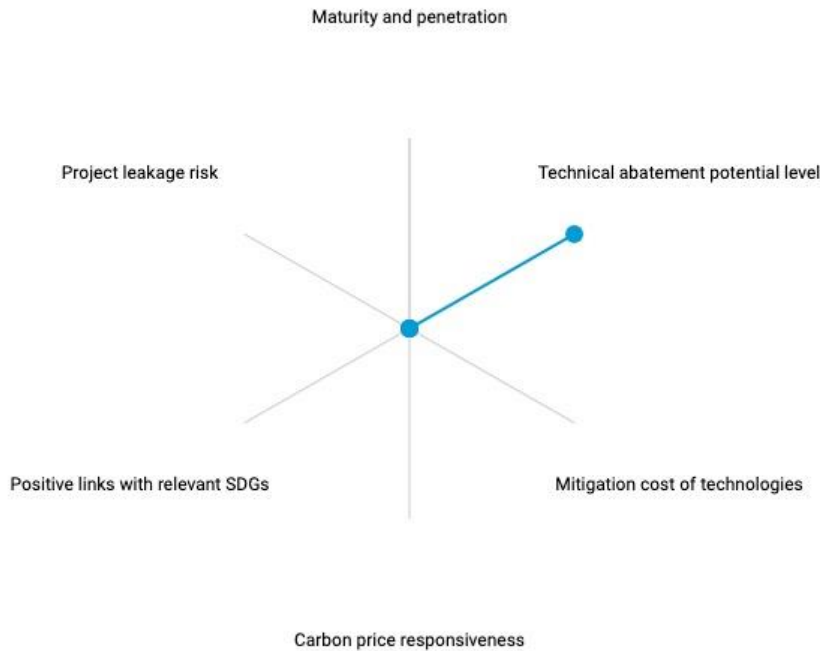 Maturity and penetration
Project leakage risk
Technical abatement potential level
Positive links with relevant SDGs
Mitigation cost of technologies
Carbon price responsiveness